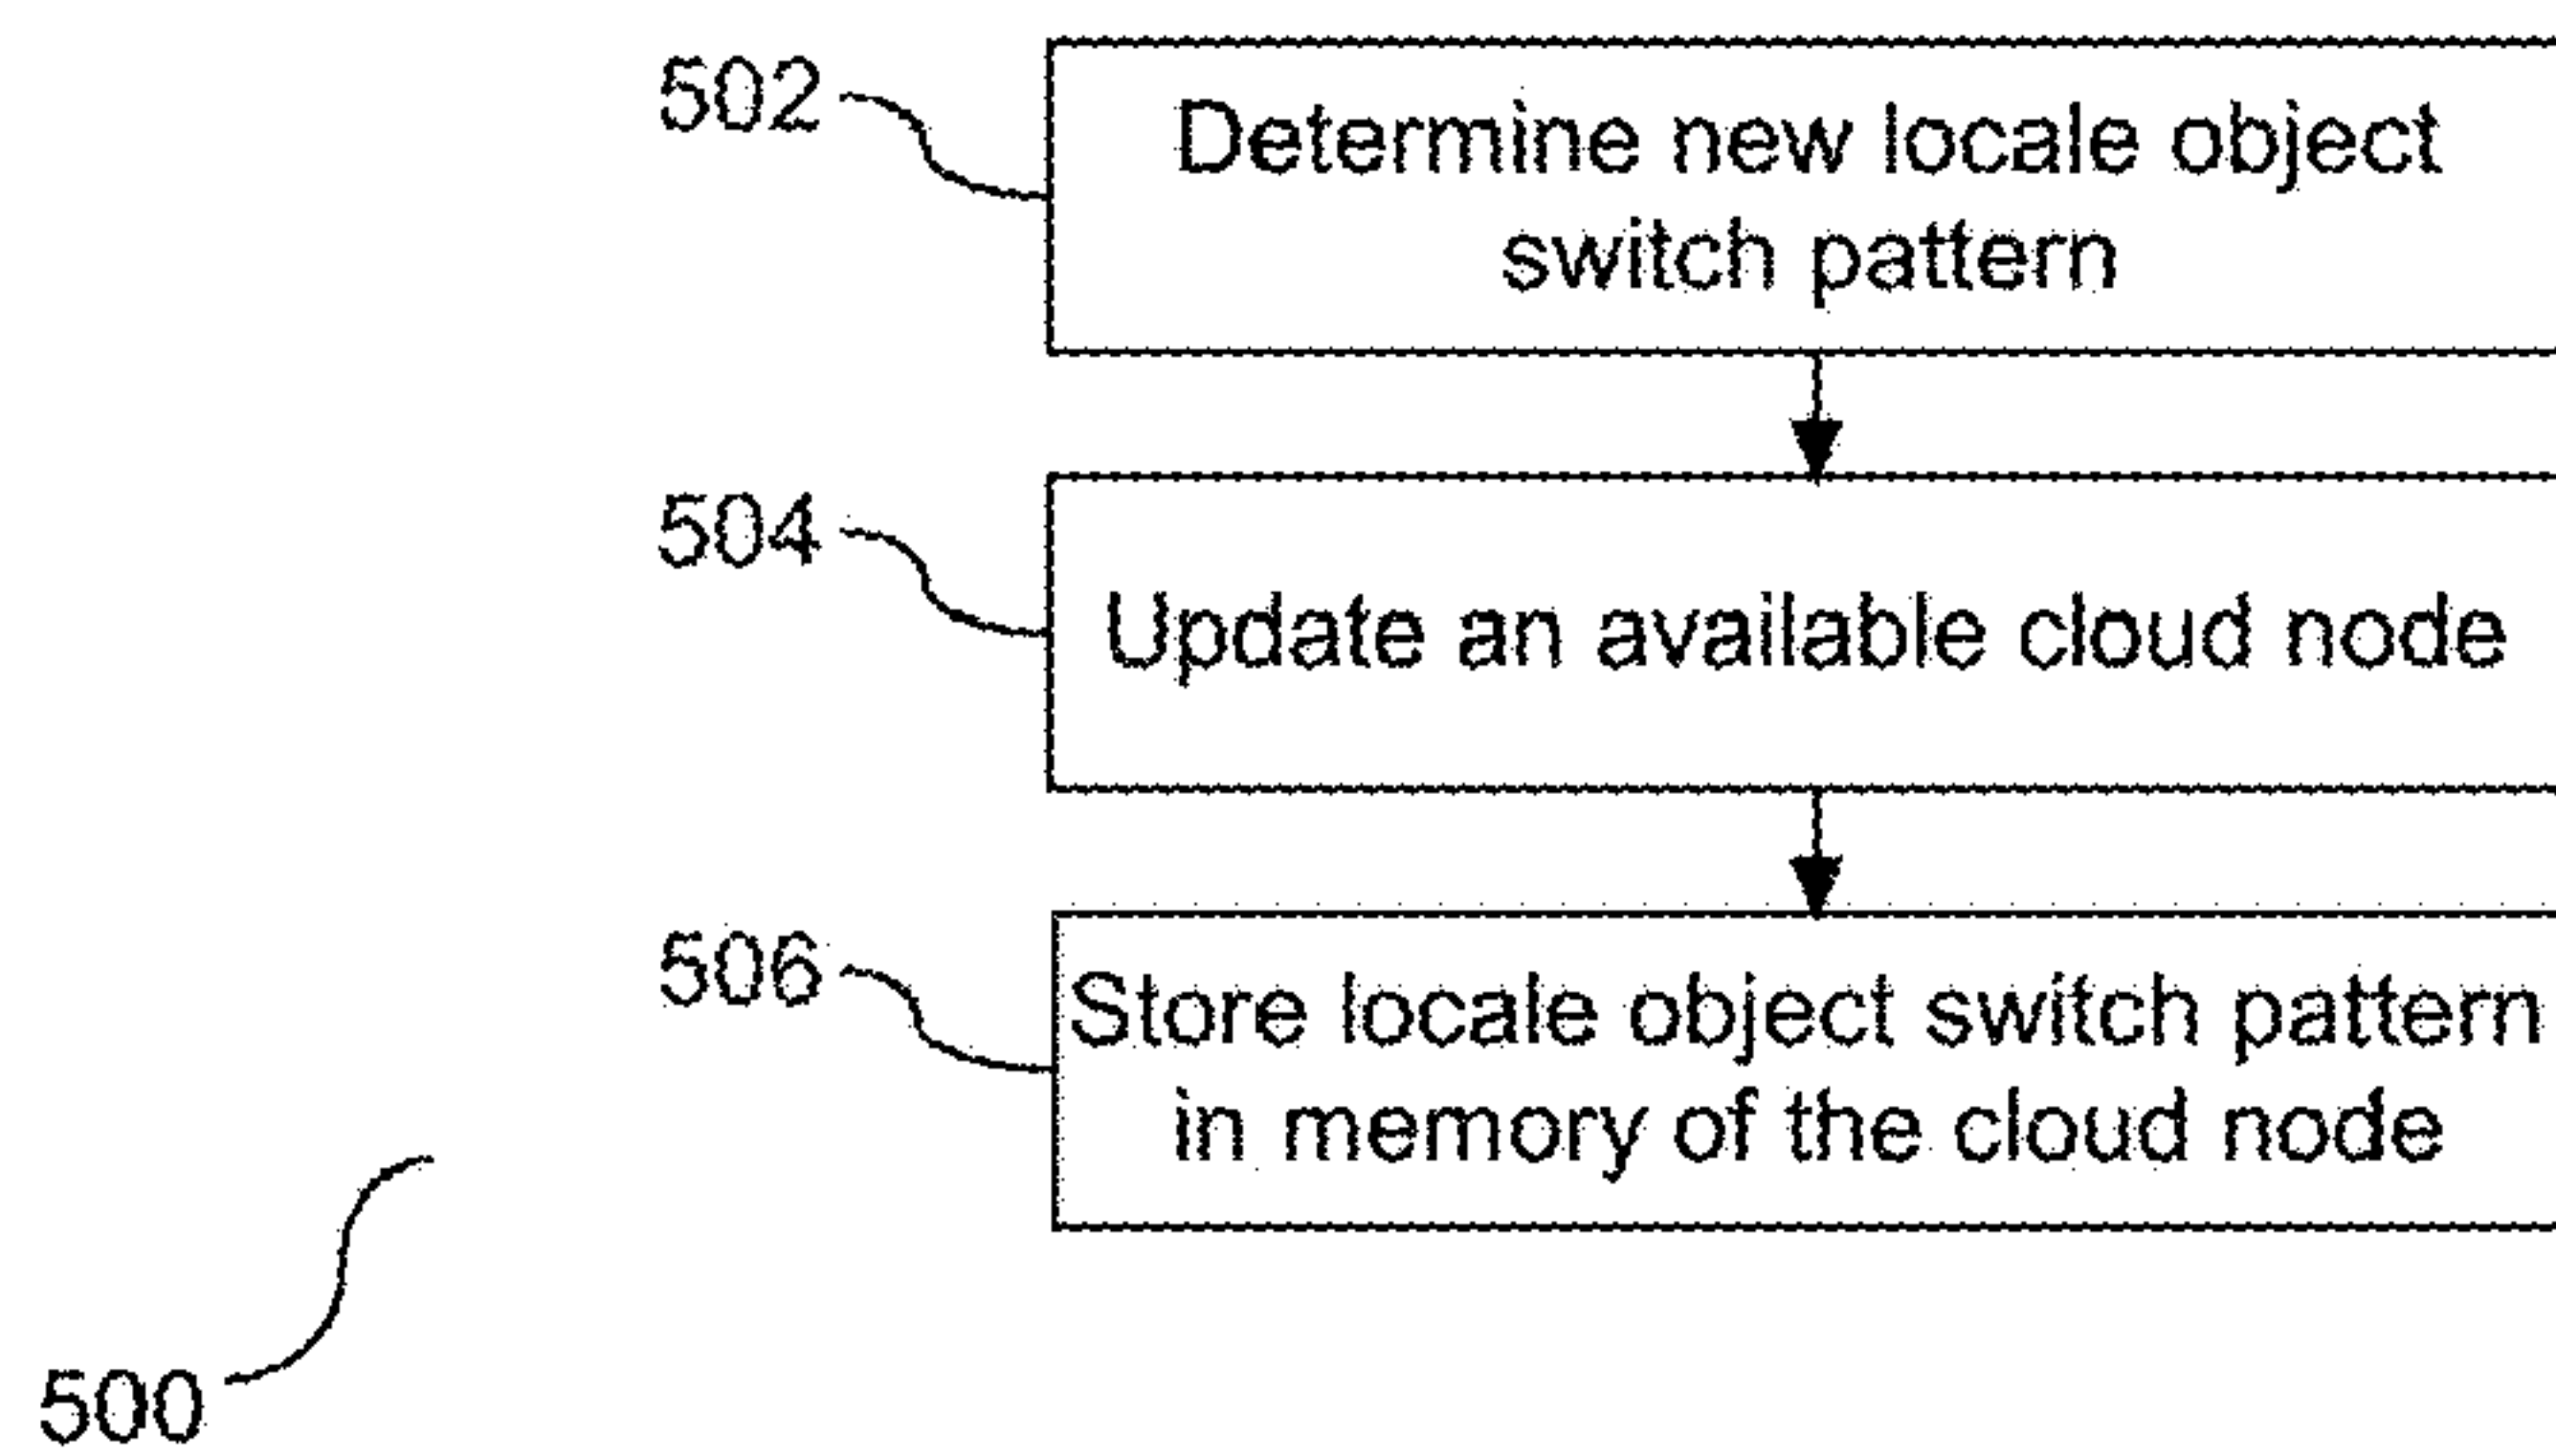 502
Determine new locale object
switch pattern
504
Update an available cloud node
506
Store locale object switch pattern
in memory of the cloud node
500